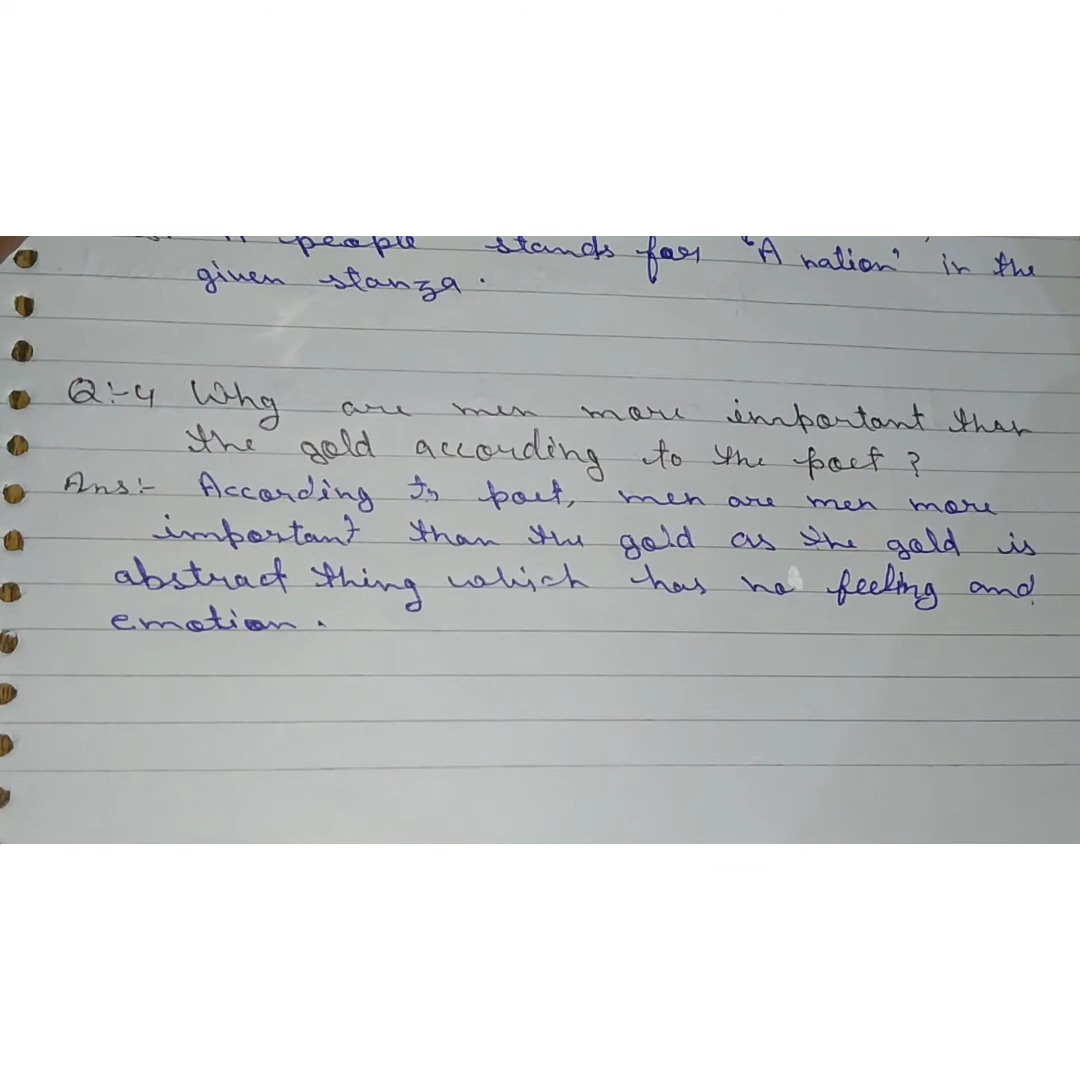 people stands for "A nation" in the
given stanza.
Q:-4 Why are men more important than
the gold according to the poet ?
Ans:- According to poet, men are men more
important than the gold as the gold is
abstract thing which has no feeling and
emotion.